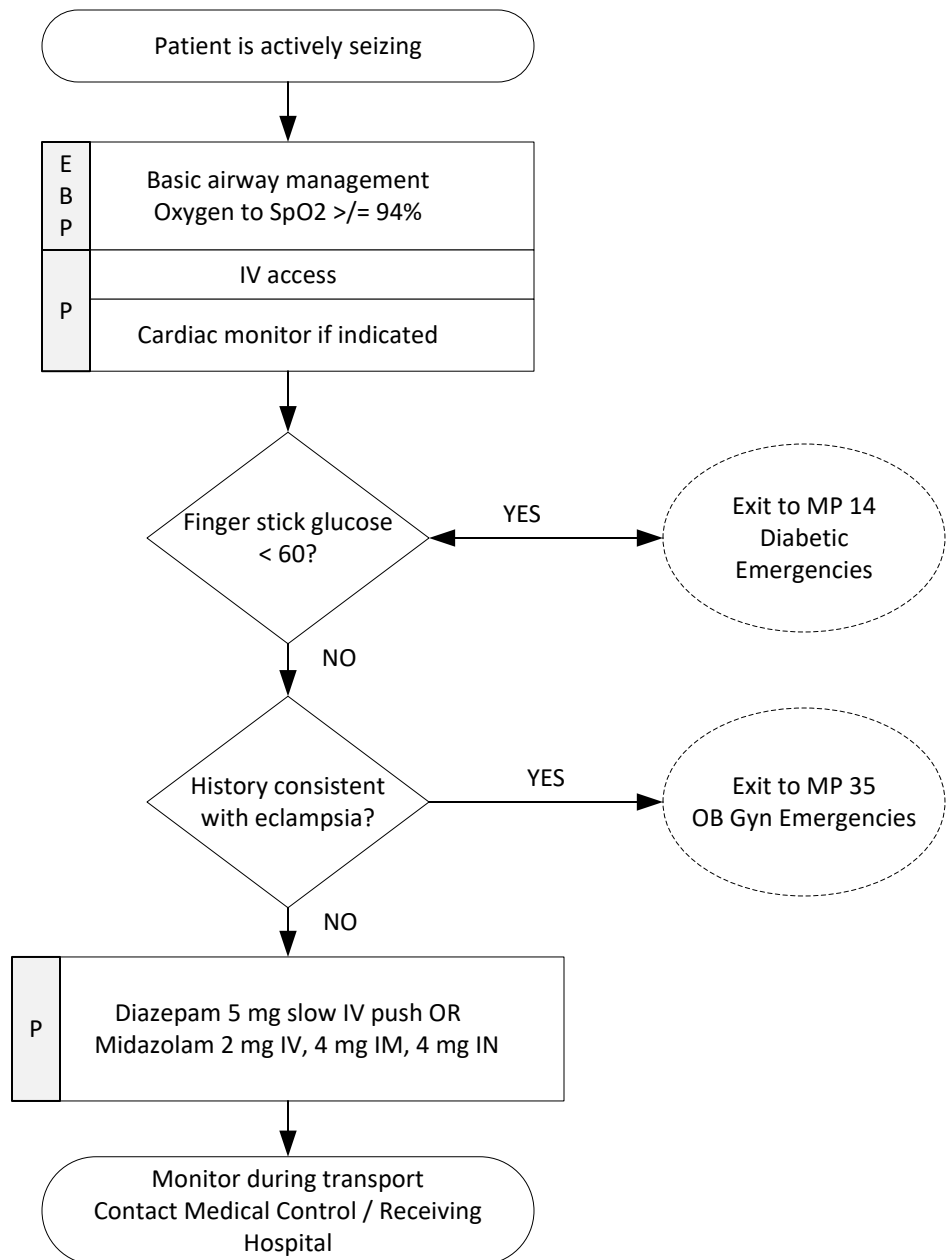 Patient is actively seizing
E
B
P
Basic airway management
Oxygen to SpO2 >/= 94%
P
IV access
Cardiac monitor if indicated
Finger stick glucose
< 60?
YES
Exit to MP 14
Diabetic
Emergencies
NO
History consistent
with eclampsia?
YES
Exit to MP 35
OB Gyn Emergencies
NO
P
Diazepam 5 mg slow IV push OR
Midazolam 2 mg IV, 4 mg IM, 4 mg IN
Monitor during transport
Contact Medical Control / Receiving
Hospital